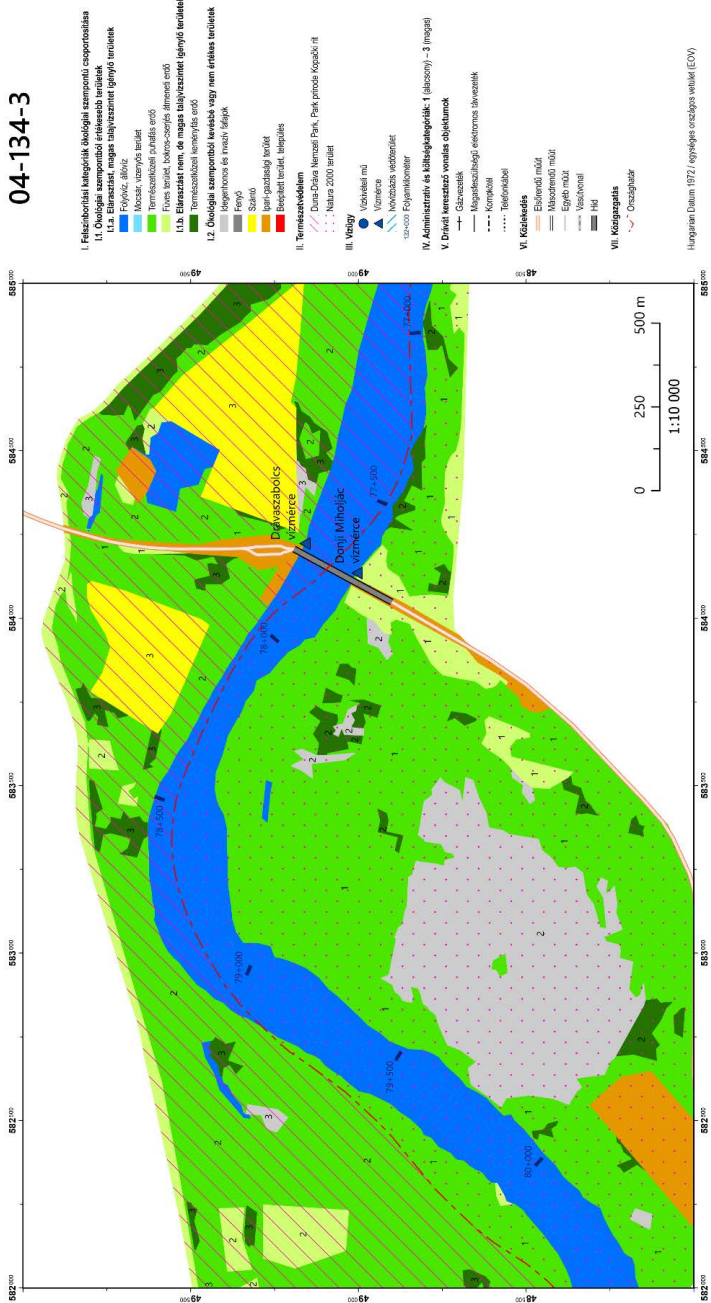 04-134-3
I. Felszínborítási kategóriák ökológiai szempontú csoportosítása
I.1. Ökológiai szempontból értékesebb területek
I.1.a. Elárasztást, magas talajvízszintet igénylő területek
Folyóvíz, állóvíz
Mocsár, vizenyős terület
Természetközeli puhafás erdő
Füves terület, bokros-cserjés átmeneti erdő
I.1.b. Elárasztást nem, de magas talajvízszintet igénylő területek
Természetközeli keményfás erdő
I.2. Ökológiai szempontból kevésbé vagy nem értékes területek
Idegenhonos és invazív fafajok
Fenyő
Szántó
Ipari-gazdasági terület
Beépített terület, település
II. Természetvédelem
Duna-Dráva Nemzeti Park, Park prirode Kopački rit
Natura 2000 terület
III. Vízügy
Vízkivételi mű
Vízmérce
Ivóvízbázis védőterület
132+000 Folyamkilométer
IV. Adminisztratív és költségkategóriák: 1 (alacsony) – 3 (magas)
V. Drávát keresztező vonalas objektumok
Gázvezeték
Magasfeszültségű elektromos távvezeték
Kompkötél
Telefonkábel
VI. Közlekedés
Elsőrendű műút
Másodrendű műút
Egyéb műút
Vasútvonal
Híd
VII. Közigazgatás
Országhatár
Hungarian Datum 1972 / egységes országos vetület (EOV)
Drávaszabolcs
vízmérce
Donji Miholjác
vízmérce
77+000
77+500
78+000
78+500
79+000
79+500
80+000
0 250 500 m
1:10 000
582 000
582 500
583 000
583 500
584 000
584 500
585 000
49 500
49 000
48 500